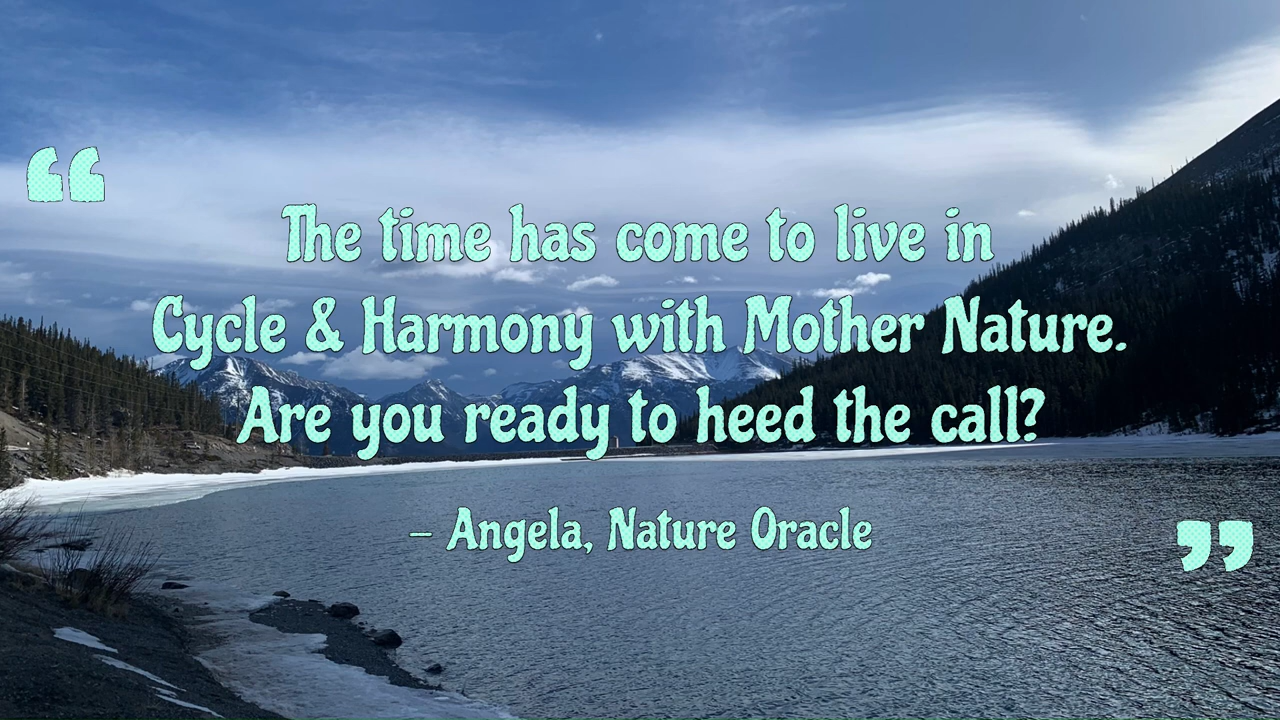 “
The time has come to live in
Cycle & Harmony with Mother Nature.
Are you ready to heed the call?
– Angela, Nature Oracle
”